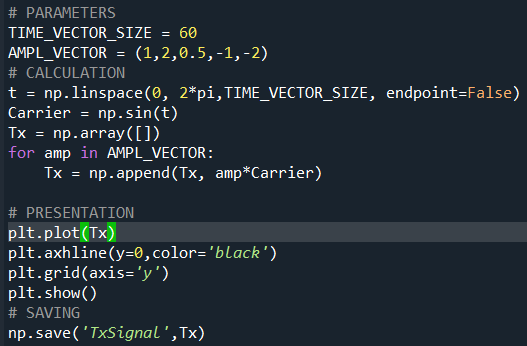 # PARAMETERS
TIME_VECTOR_SIZE = 60
AMPL_VECTOR = (1,2,0.5,-1,-2)
# CALCULATION
t = np.linspace(0, 2*pi,TIME_VECTOR_SIZE, endpoint=False)
Carrier = np.sin(t)
Tx = np.array([])
for amp in AMPL_VECTOR:
    Tx = np.append(Tx, amp*Carrier)
# PRESENTATION
plt.plot(Tx)
plt.axhline(y=0,color='black')
plt.grid(axis='y')
plt.show()
# SAVING
np.save('TxSignal',Tx)